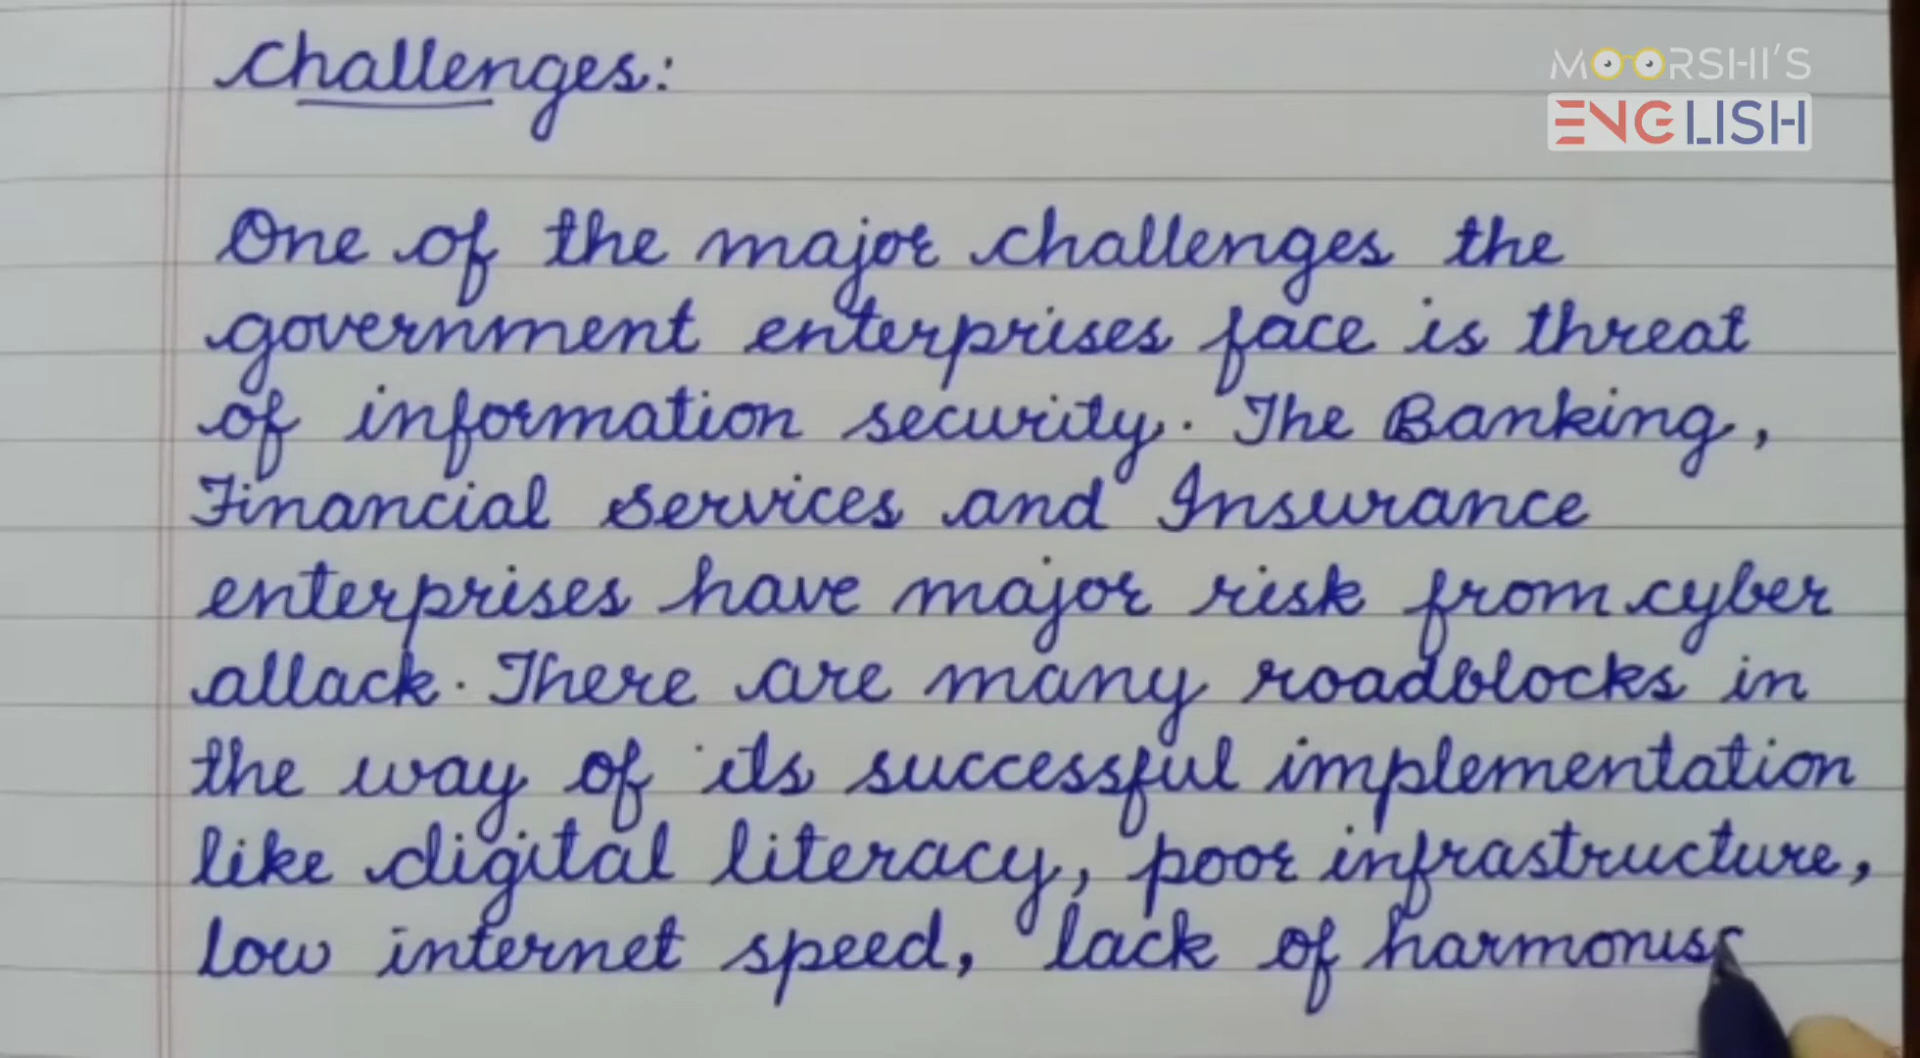 Challenges:
MOORSHI'S
ENGLISH
One of the major challenges the
government enterprises face is threat
of information security. The Banking,
Financial Services and Insurance
enterprises have major risk from cyber
attack. There are many roadblocks in
the way of its successful implementation
like digital literacy, poor infrastructure,
low internet speed, lack of harmonis